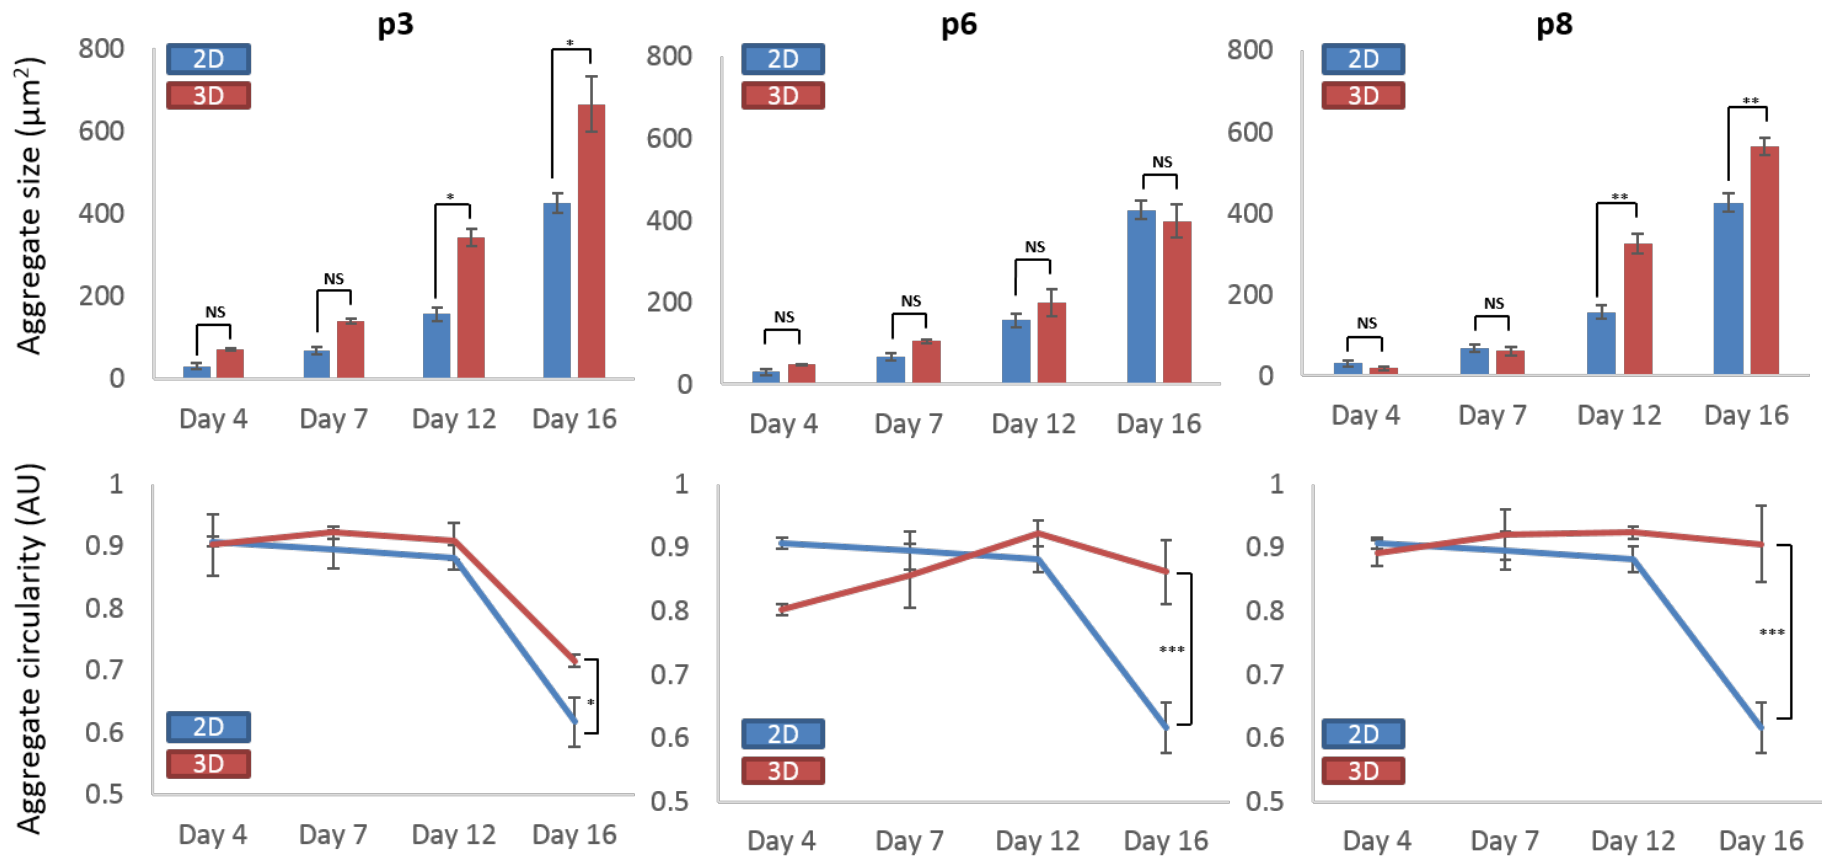 p3
p6
p8
Aggregate size (µm²)
800
600
400
200
0
2D
3D
NS
NS
*
*
Day 4
Day 7
Day 12
Day 16
800
600
400
200
0
2D
3D
NS
NS
NS
NS
Day 4
Day 7
Day 12
Day 16
800
600
400
200
0
2D
3D
NS
NS
**
**
Day 4
Day 7
Day 12
Day 16
Aggregate circularity (AU)
1
0.9
0.8
0.7
0.6
0.5
*
2D
3D
Day 4
Day 7
Day 12
Day 16
1
0.9
0.8
0.7
0.6
0.5
***
2D
3D
Day 4
Day 7
Day 12
Day 16
1
0.9
0.8
0.7
0.6
0.5
***
2D
3D
Day 4
Day 7
Day 12
Day 16